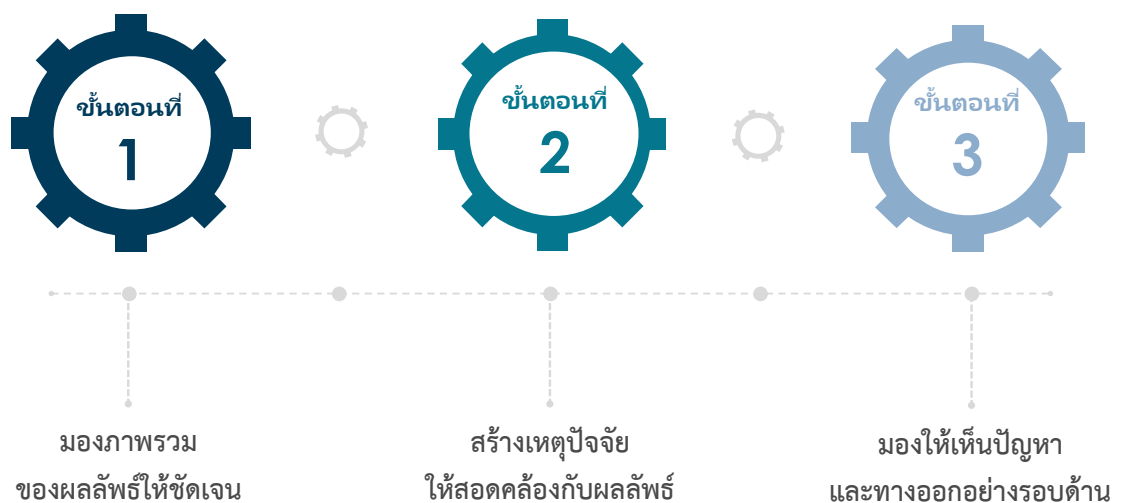 ขั้นตอนที่
1
ขั้นตอนที่
2
ขั้นตอนที่
3
มองภาพรวม
ของผลลัพธ์ให้ชัดเจน
สร้างเหตุปัจจัย
ให้สอดคล้องกับผลลัพธ์
มองให้เห็นปัญหา
และทางออกอย่างรอบด้าน